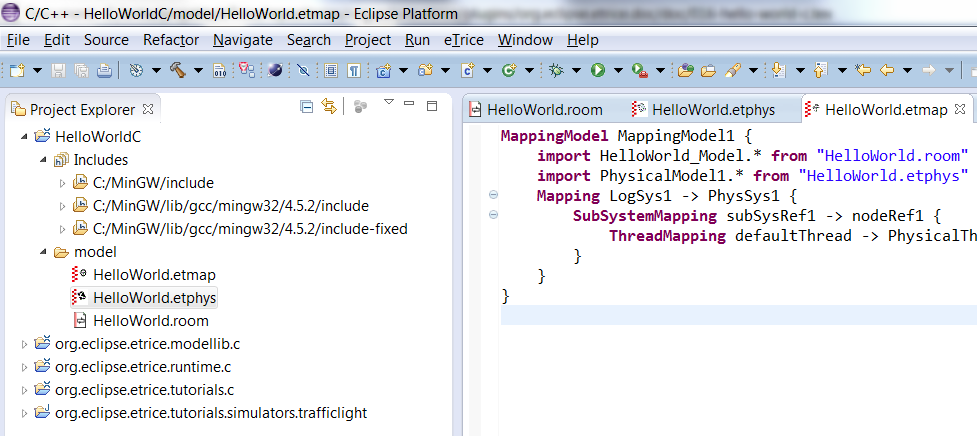 C/C++ - HelloWorldC/model/HelloWorld.etmap - Eclipse Platform
File Edit Source Refactor Navigate Search Project Run eTrice Window Help
Project Explorer
HelloWorldC
Includes
C:/MinGW/include
C:/MinGW/lib/gcc/mingw32/4.5.2/include
C:/MinGW/lib/gcc/mingw32/4.5.2/include-fixed
model
HelloWorld.etmap
HelloWorld.etphys
HelloWorld.room
org.eclipse.etrice.modellib.c
org.eclipse.etrice.runtime.c
org.eclipse.etrice.tutorials.c
org.eclipse.etrice.tutorials.simulators.trafficlight
HelloWorld.room HelloWorld.etphys HelloWorld.etmap
MappingModel MappingModel1 {
import HelloWorld_Model.* from "HelloWorld.room"
import PhysicalModel1.* from "HelloWorld.etphys"
Mapping LogSys1 -> PhysSys1 {
SubSystemMapping subSysRef1 -> nodeRef1 {
ThreadMapping defaultThread -> PhysicalTh
}
}
}